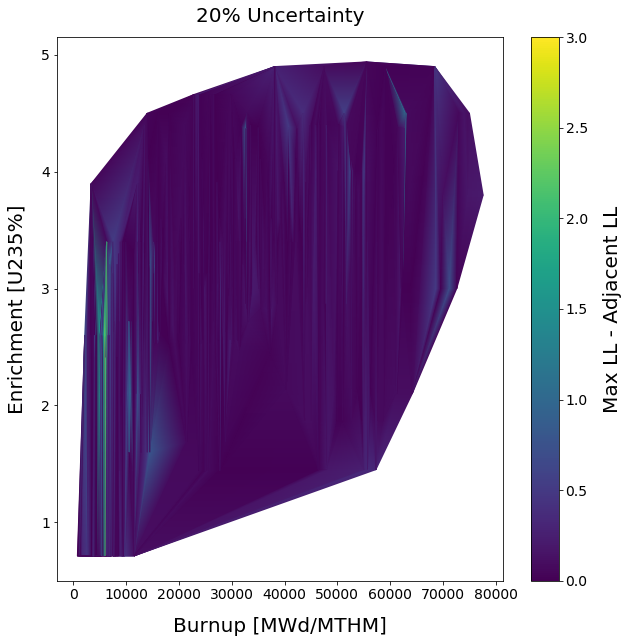 20% Uncertainty
5
4
3
2
1
Enrichment [U235%]
0 10000 20000 30000 40000 50000 60000 70000 80000
Burnup [MWd/MTHM]
3.0
2.5
2.0
1.5
1.0
0.5
0.0
Max LL - Adjacent LL